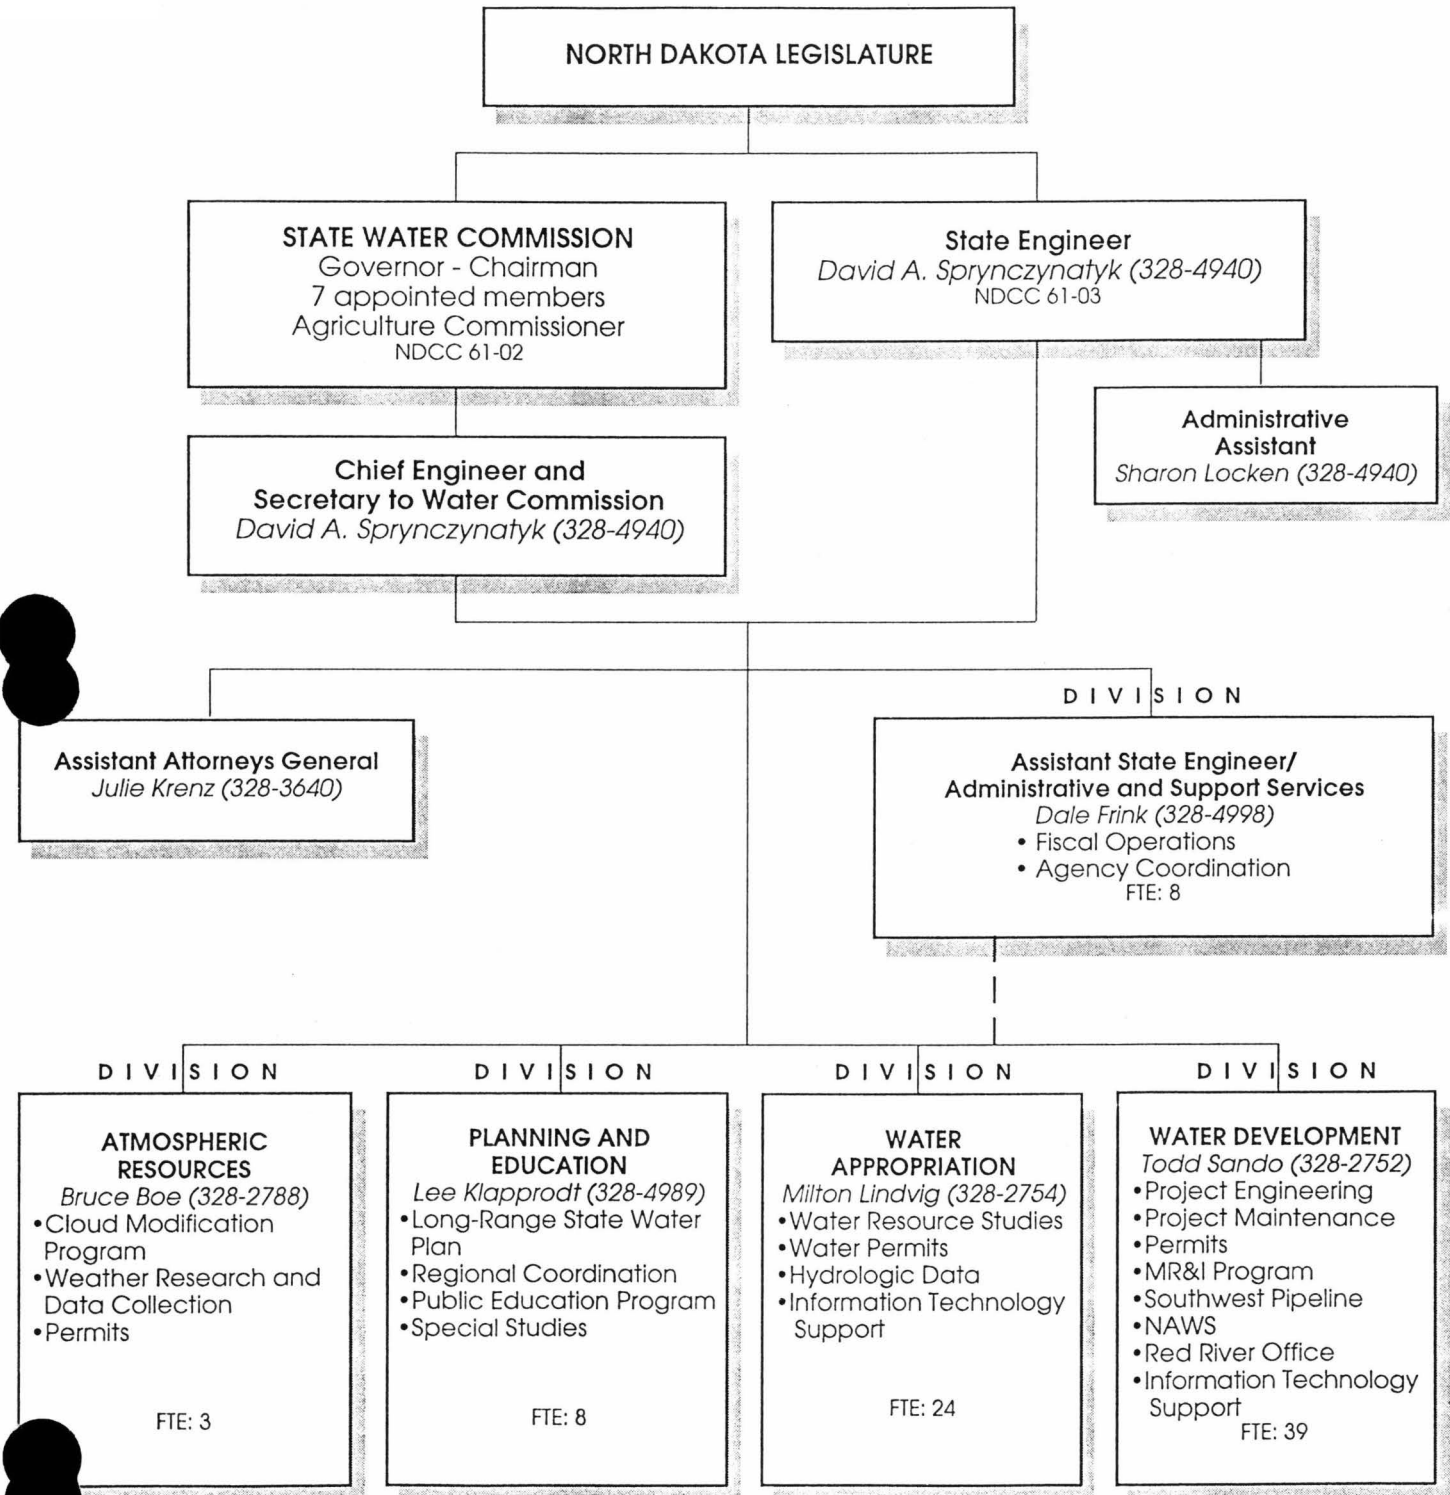 NORTH DAKOTA LEGISLATURE
STATE WATER COMMISSION
Governor - Chairman
7 appointed members
Agriculture Commissioner
NDCC 61-02
State Engineer
David A. Sprynczynatyk (328-4940)
NDCC 61-03
Administrative
Assistant
Sharon Locken (328-4940)
Chief Engineer and
Secretary to Water Commission
David A. Sprynczynatyk (328-4940)
Assistant Attorneys General
Julie Krenz (328-3640)
DIVISION
Assistant State Engineer/
Administrative and Support Services
Dale Frink (328-4998)
• Fiscal Operations
• Agency Coordination
FTE: 8
DIVISION
ATMOSPHERIC
RESOURCES
Bruce Boe (328-2788)
•Cloud Modification
Program
•Weather Research and
Data Collection
•Permits
FTE: 3
DIVISION
PLANNING AND
EDUCATION
Lee Klapprodt (328-4989)
•Long-Range State Water
Plan
•Regional Coordination
•Public Education Program
•Special Studies
FTE: 8
DIVISION
WATER
APPROPRIATION
Milton Lindvig (328-2754)
•Water Resource Studies
•Water Permits
•Hydrologic Data
•Information Technology
Support
FTE: 24
DIVISION
WATER DEVELOPMENT
Todd Sando (328-2752)
•Project Engineering
•Project Maintenance
•Permits
•MR&I Program
•Southwest Pipeline
•NAWS
•Red River Office
•Information Technology
Support
FTE: 39